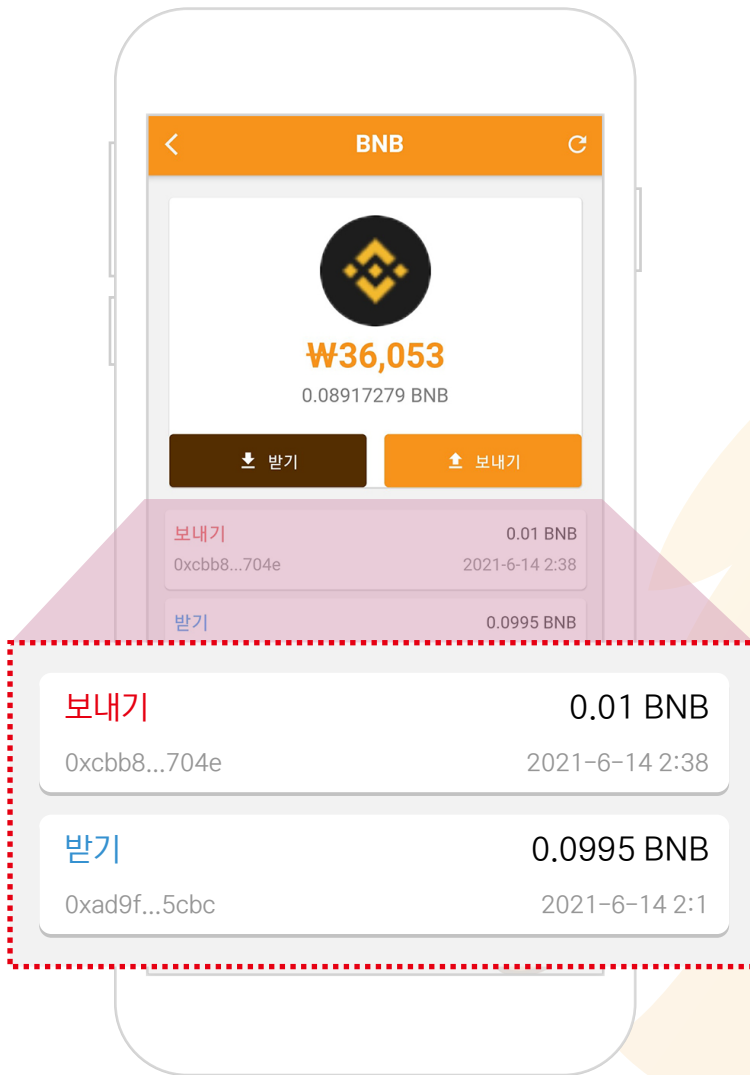 BNB
₩36,053
0.08917279 BNB
받기 보내기
보내기 0.01 BNB
0xcbb8...704e 2021-6-14 2:38
받기 0.0995 BNB
보내기 0.01 BNB
0xcbb8...704e 2021-6-14 2:38
받기 0.0995 BNB
0xad9f...5cbc 2021-6-14 2:1